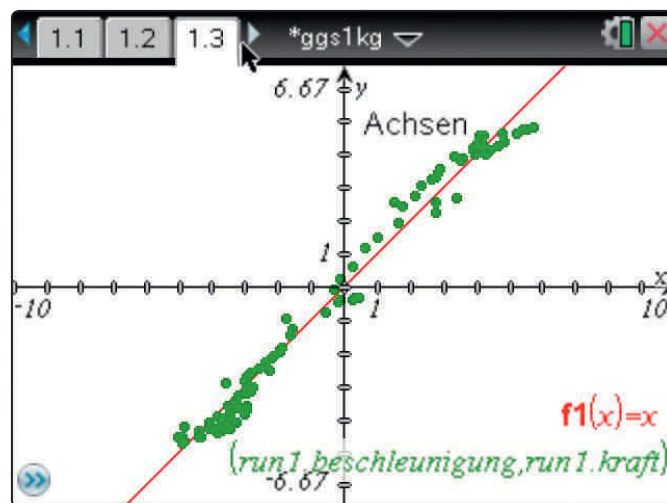 1.1 1.2 1.3 *ggs1kg
6.67 y
Achsen
1
x
-10 1 10
f1(x)=x
(run1.beschleunigung,run1.kraft)
-6.67